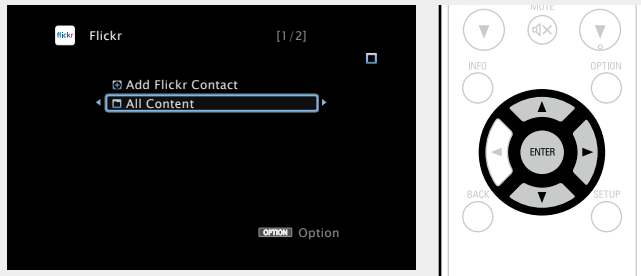 flickr Flickr [1/2]
Add Flickr Contact
All Content
OPTION Option
MUTE
INFO OPTION
ENTER
BACK SETUP